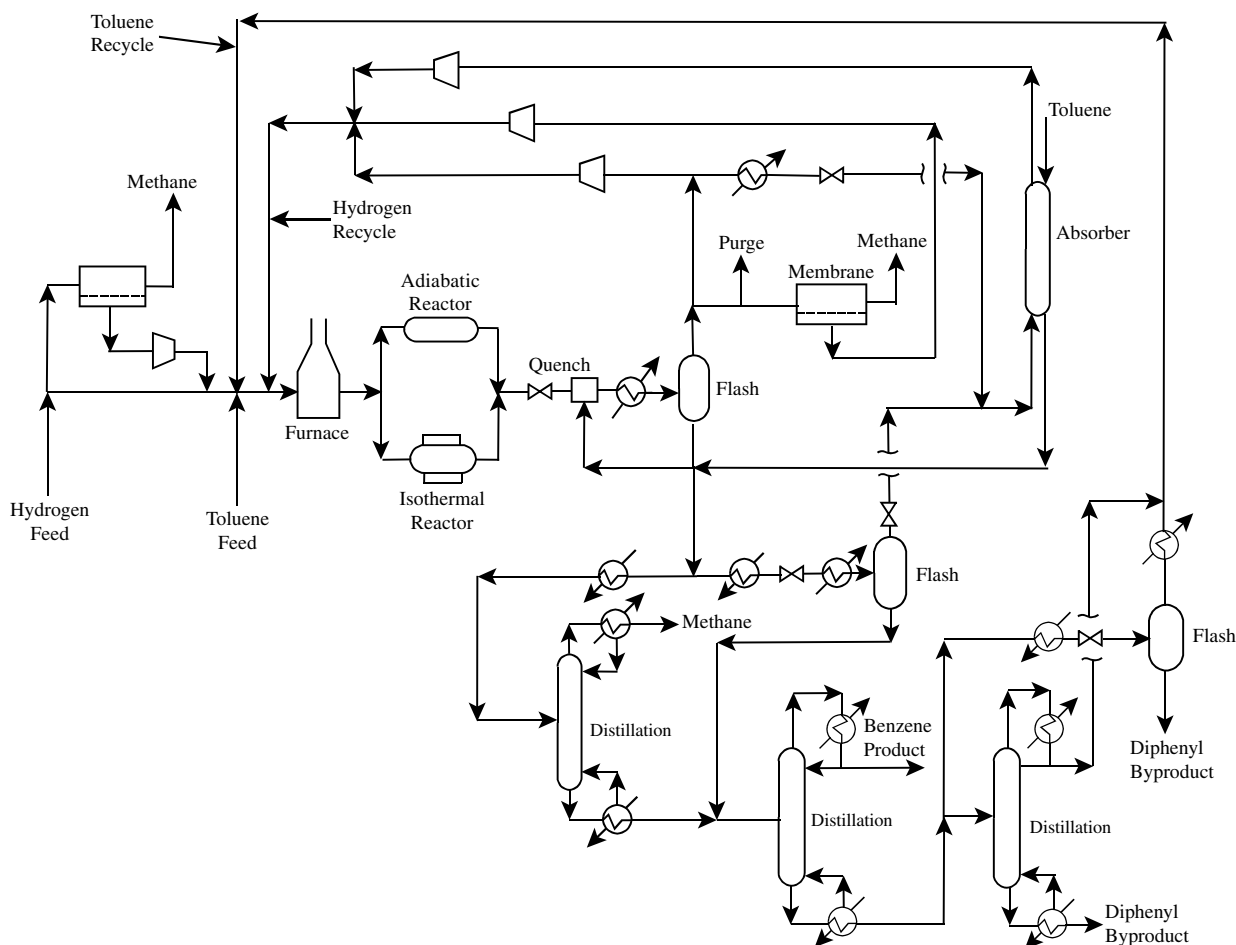 Toluene
Recycle
Toluene
Methane
Hydrogen
Recycle
Absorber
Purge
Methane
Membrane
Adiabatic
Reactor
Quench
Flash
Furnace
Isothermal
Reactor
Hydrogen
Feed
Toluene
Feed
Flash
Methane
Flash
Distillation
Benzene
Product
Diphenyl
Byproduct
Distillation
Distillation
Diphenyl
Byproduct